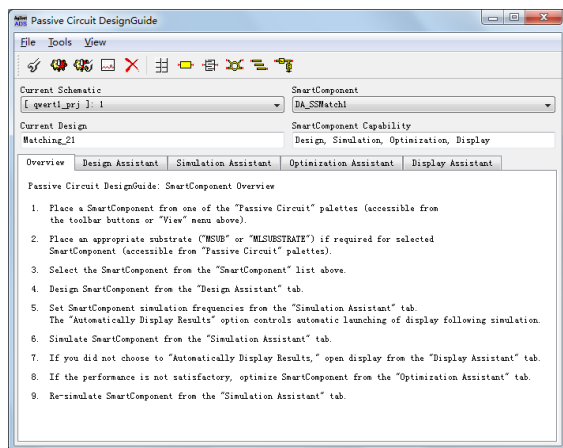 Agilent
ADS
Passive Circuit DesignGuide
File Tools View
Current Schematic
SmartComponent
[ qwert1_prj ]: 1
DA_SSMatch1
Current Design
SmartComponent Capability
Matching_21
Design, Simulation, Optimization, Display
Overview Design Assistant Simulation Assistant Optimization Assistant Display Assistant
Passive Circuit DesignGuide: SmartComponent Overview
1. Place a SmartComponent from one of the "Passive Circuit" palettes (accessible from
the toolbar buttons or "View" menu above).
2. Place an appropriate substrate ("MSUB" or "MLSUBSTRATE") if required for selected
SmartComponent (accessible from "Passive Circuit" palettes).
3. Select the SmartComponent from the "SmartComponent" list above.
4. Design SmartComponent from the "Design Assistant" tab.
5. Set SmartComponent simulation frequencies from the "Simulation Assistant" tab.
The "Automatically Display Results" option controls automatic launching of display following simulation.
6. Simulate SmartComponent from the "Simulation Assistant" tab.
7. If you did not choose to "Automatically Display Results," open display from the "Display Assistant" tab.
8. If the performance is not satisfactory, optimize SmartComponent from the "Optimization Assistant" tab.
9. Re-simulate SmartComponent from the "Simulation Assistant" tab.